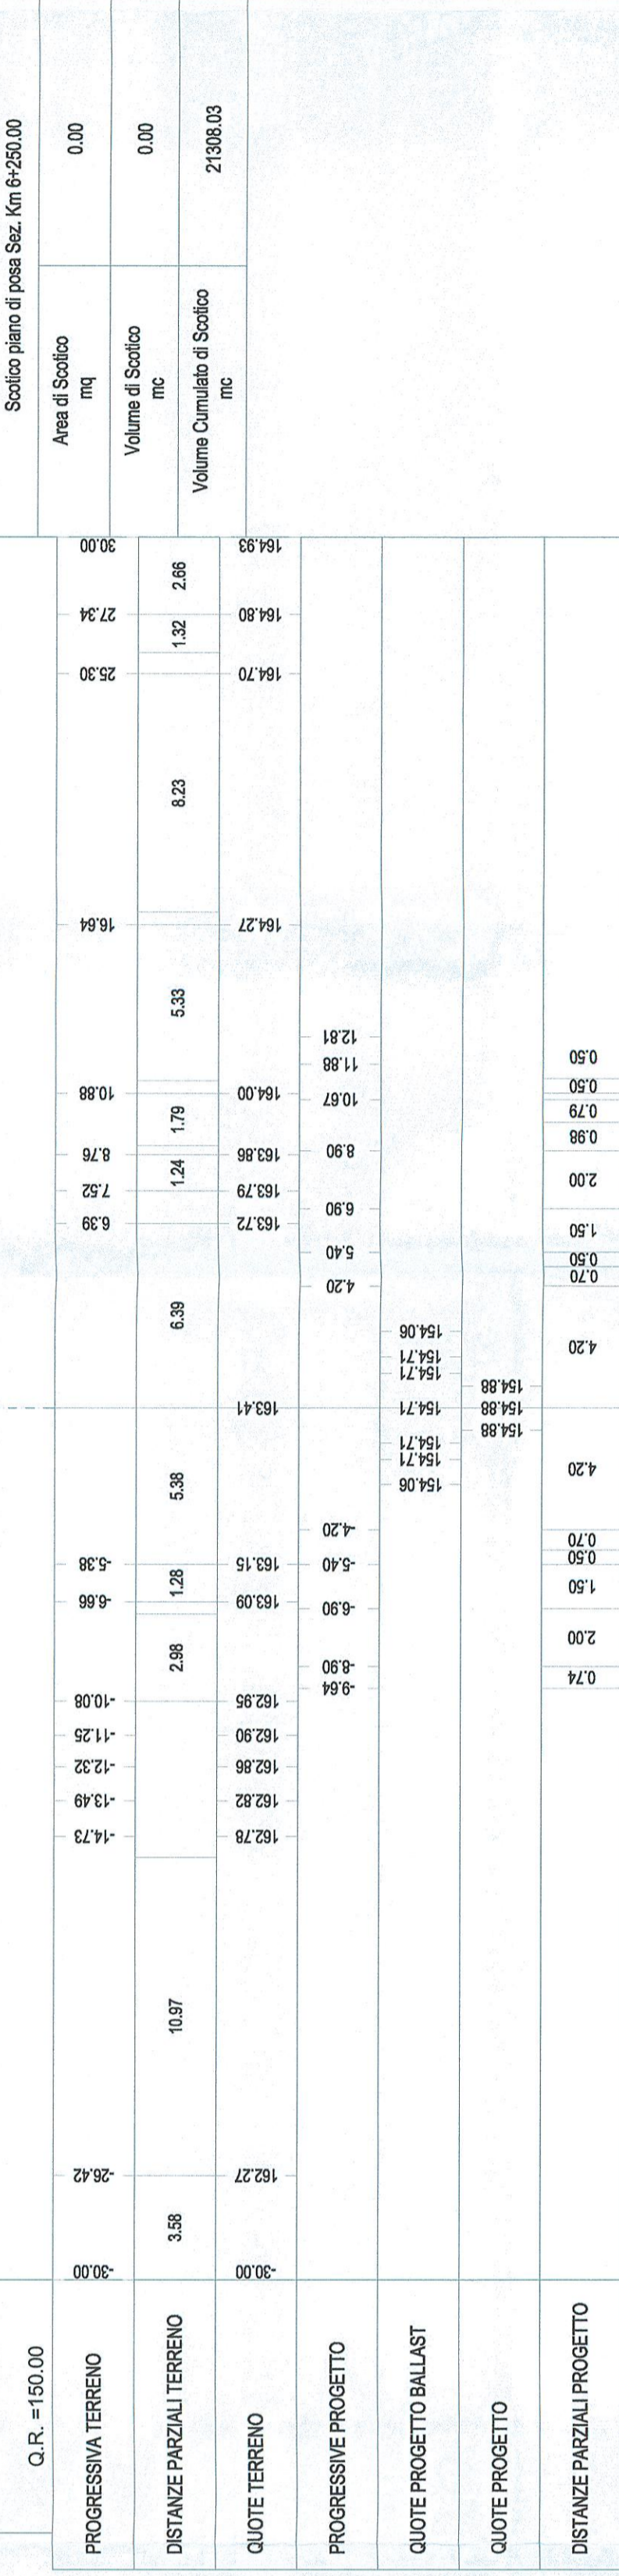 Q.R. =150.00
PROGRESSIVA TERRENO
-30.00 -26.42 -14.73 -13.49 -12.32 -11.25 -10.08 -6.66 -5.38 6.39 7.52 8.76 10.88 16.64 25.30 27.34 30.00
DISTANZE PARZIALI TERRENO
3.58 10.97 2.98 1.28 5.38 6.39 1.24 1.79 5.33 8.23 1.32 2.66
QUOTE TERRENO
-30.00 162.27 162.78 162.82 162.86 162.90 162.95 163.09 163.15 163.41 163.72 163.79 163.86 164.00 164.27 164.70 164.80 164.93
PROGRESSIVE PROGETTO
-9.64 -8.90 -6.90 -5.40 -4.20 4.20 5.40 6.90 8.90 10.67 11.88 12.81
QUOTE PROGETTO BALLAST
154.06 154.71 154.71 154.71 154.71 154.71 154.06
QUOTE PROGETTO
154.88 154.88 154.88
DISTANZE PARZIALI PROGETTO
0.74 2.00 1.50 0.50 0.70 4.20 4.20 0.70 0.50 1.50 2.00 0.98 0.79 0.50 0.50
Scotico piano di posa Sez. Km 6+250.00
Area di Scotico
mq
0.00
Volume di Scotico
mc
0.00
Volume Cumulato di Scotico
mc
21308.03